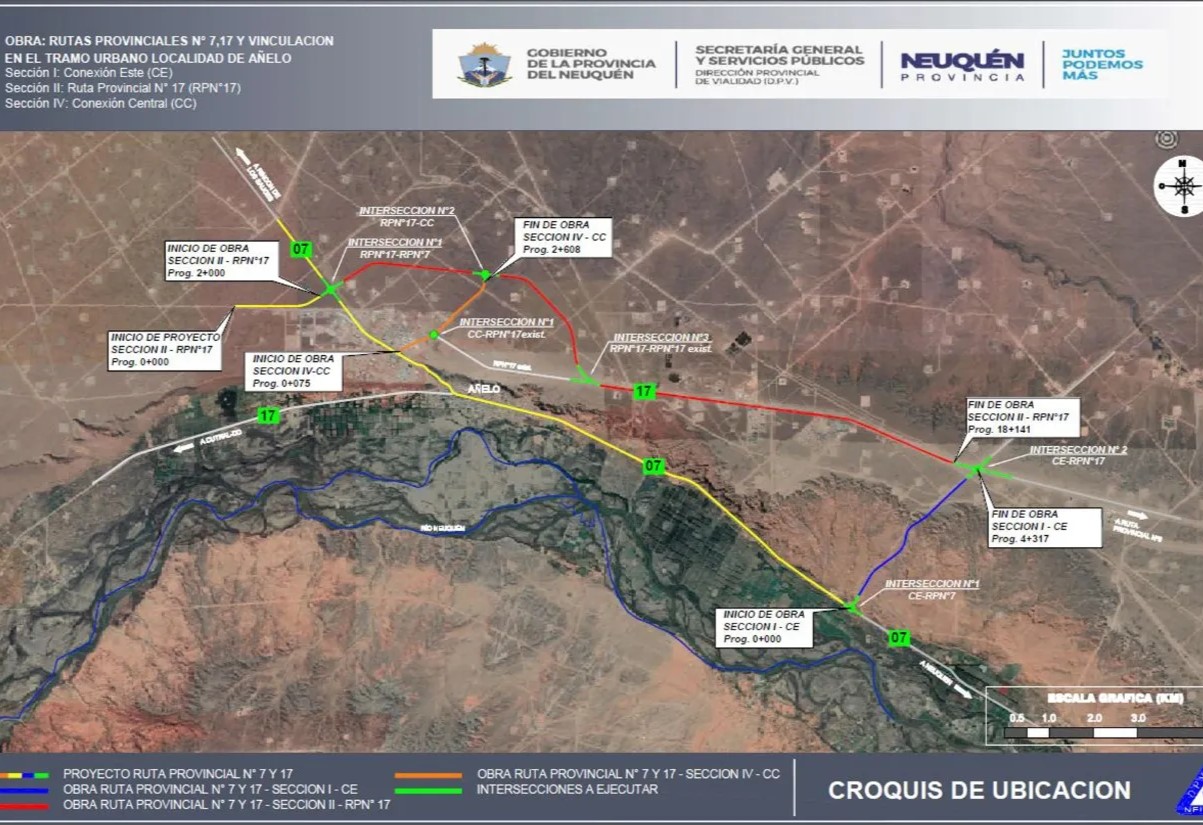 OBRA: RUTAS PROVINCIALES N° 7,17 Y VINCULACION
EN EL TRAMO URBANO LOCALIDAD DE AÑELO
Sección I: Conexión Este (CE)
Sección II: Ruta Provincial N° 17 (RPN°17)
Sección IV: Conexión Central (CC)
GOBIERNO
DE LA PROVINCIA
DEL NEUQUÉN
SECRETARÍA GENERAL
Y SERVICIOS PÚBLICOS
DIRECCIÓN PROVINCIAL
DE VIALIDAD (D.P.V.)
NEUQUÉN
PROVINCIA
JUNTOS
PODEMOS
MÁS
A RINCON DE
LOS SAUCES
N
S
INTERSECCION N°2
RPN°17-CC
FIN DE OBRA
SECCION IV - CC
Prog. 2+608
07
INTERSECCION N°1
RPN°17-RPN°7
INICIO DE OBRA
SECCION II - RPN°17
Prog. 2+000
INICIO DE PROYECTO
SECCION II - RPN°17
Prog. 0+000
INTERSECCION N°1
CC-RPN°17exist.
INTERSECCION N°3
RPN°17-RPN°17 exist.
INICIO DE OBRA
SECCION IV-CC
Prog. 0+075
RPN°17
AÑELO
17
17
A CUTRAL-CO
FIN DE OBRA
SECCION II - RPN°17
Prog. 18+141
INTERSECCION N° 2
CE-RPN°17
07
FIN DE OBRA
SECCION I - CE
Prog. 4+317
A RUTA
PROVINCIAL
RÍO NEUQUÉN
INTERSECCION N°1
CE-RPN°7
INICIO DE OBRA
SECCION I - CE
Prog. 0+000
07
A NEUQUEN
ESCALA GRAFICA (KM)
0.5 1.0 2.0 3.0
PROYECTO RUTA PROVINCIAL N° 7 Y 17
OBRA RUTA PROVINCIAL N° 7 Y 17 - SECCION I - CE
OBRA RUTA PROVINCIAL N° 7 Y 17 - SECCION II - RPN° 17
OBRA RUTA PROVINCIAL N° 7 Y 17 - SECCION IV - CC
INTERSECCIONES A EJECUTAR
CROQUIS DE UBICACION